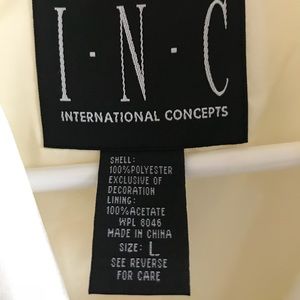 I·N·C
INTERNATIONAL CONCEPTS
SHELL:
100%POLYESTER
EXCLUSIVE OF
DECORATION
LINING:
100%ACETATE
WPL 8046
MADE IN CHINA
SIZE: L
SEE REVERSE
FOR CARE